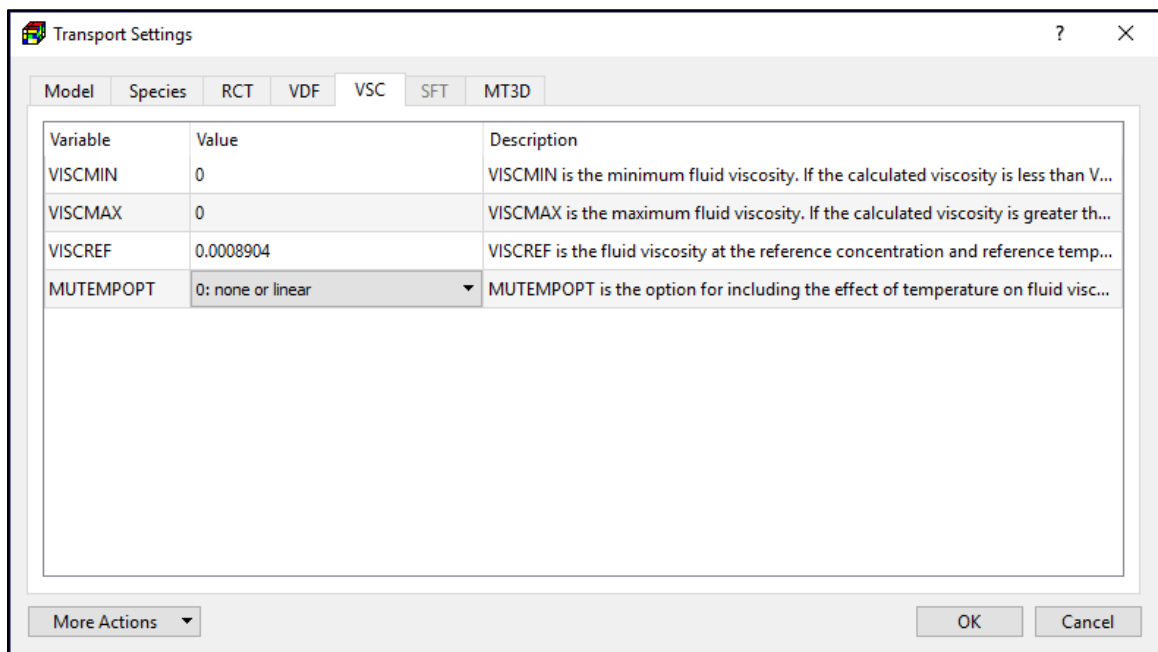 Transport Settings ? ×
Model Species RCT VDF VSC SFT MT3D
Variable Value Description
VISCMIN 0 VISCMIN is the minimum fluid viscosity. If the calculated viscosity is less than V...
VISCMAX 0 VISCMAX is the maximum fluid viscosity. If the calculated viscosity is greater th...
VISCREF 0.0008904 VISCREF is the fluid viscosity at the reference concentration and reference temp...
MUTEMPOPT 0: none or linear MUTEMPOPT is the option for including the effect of temperature on fluid visc...
More Actions OK Cancel